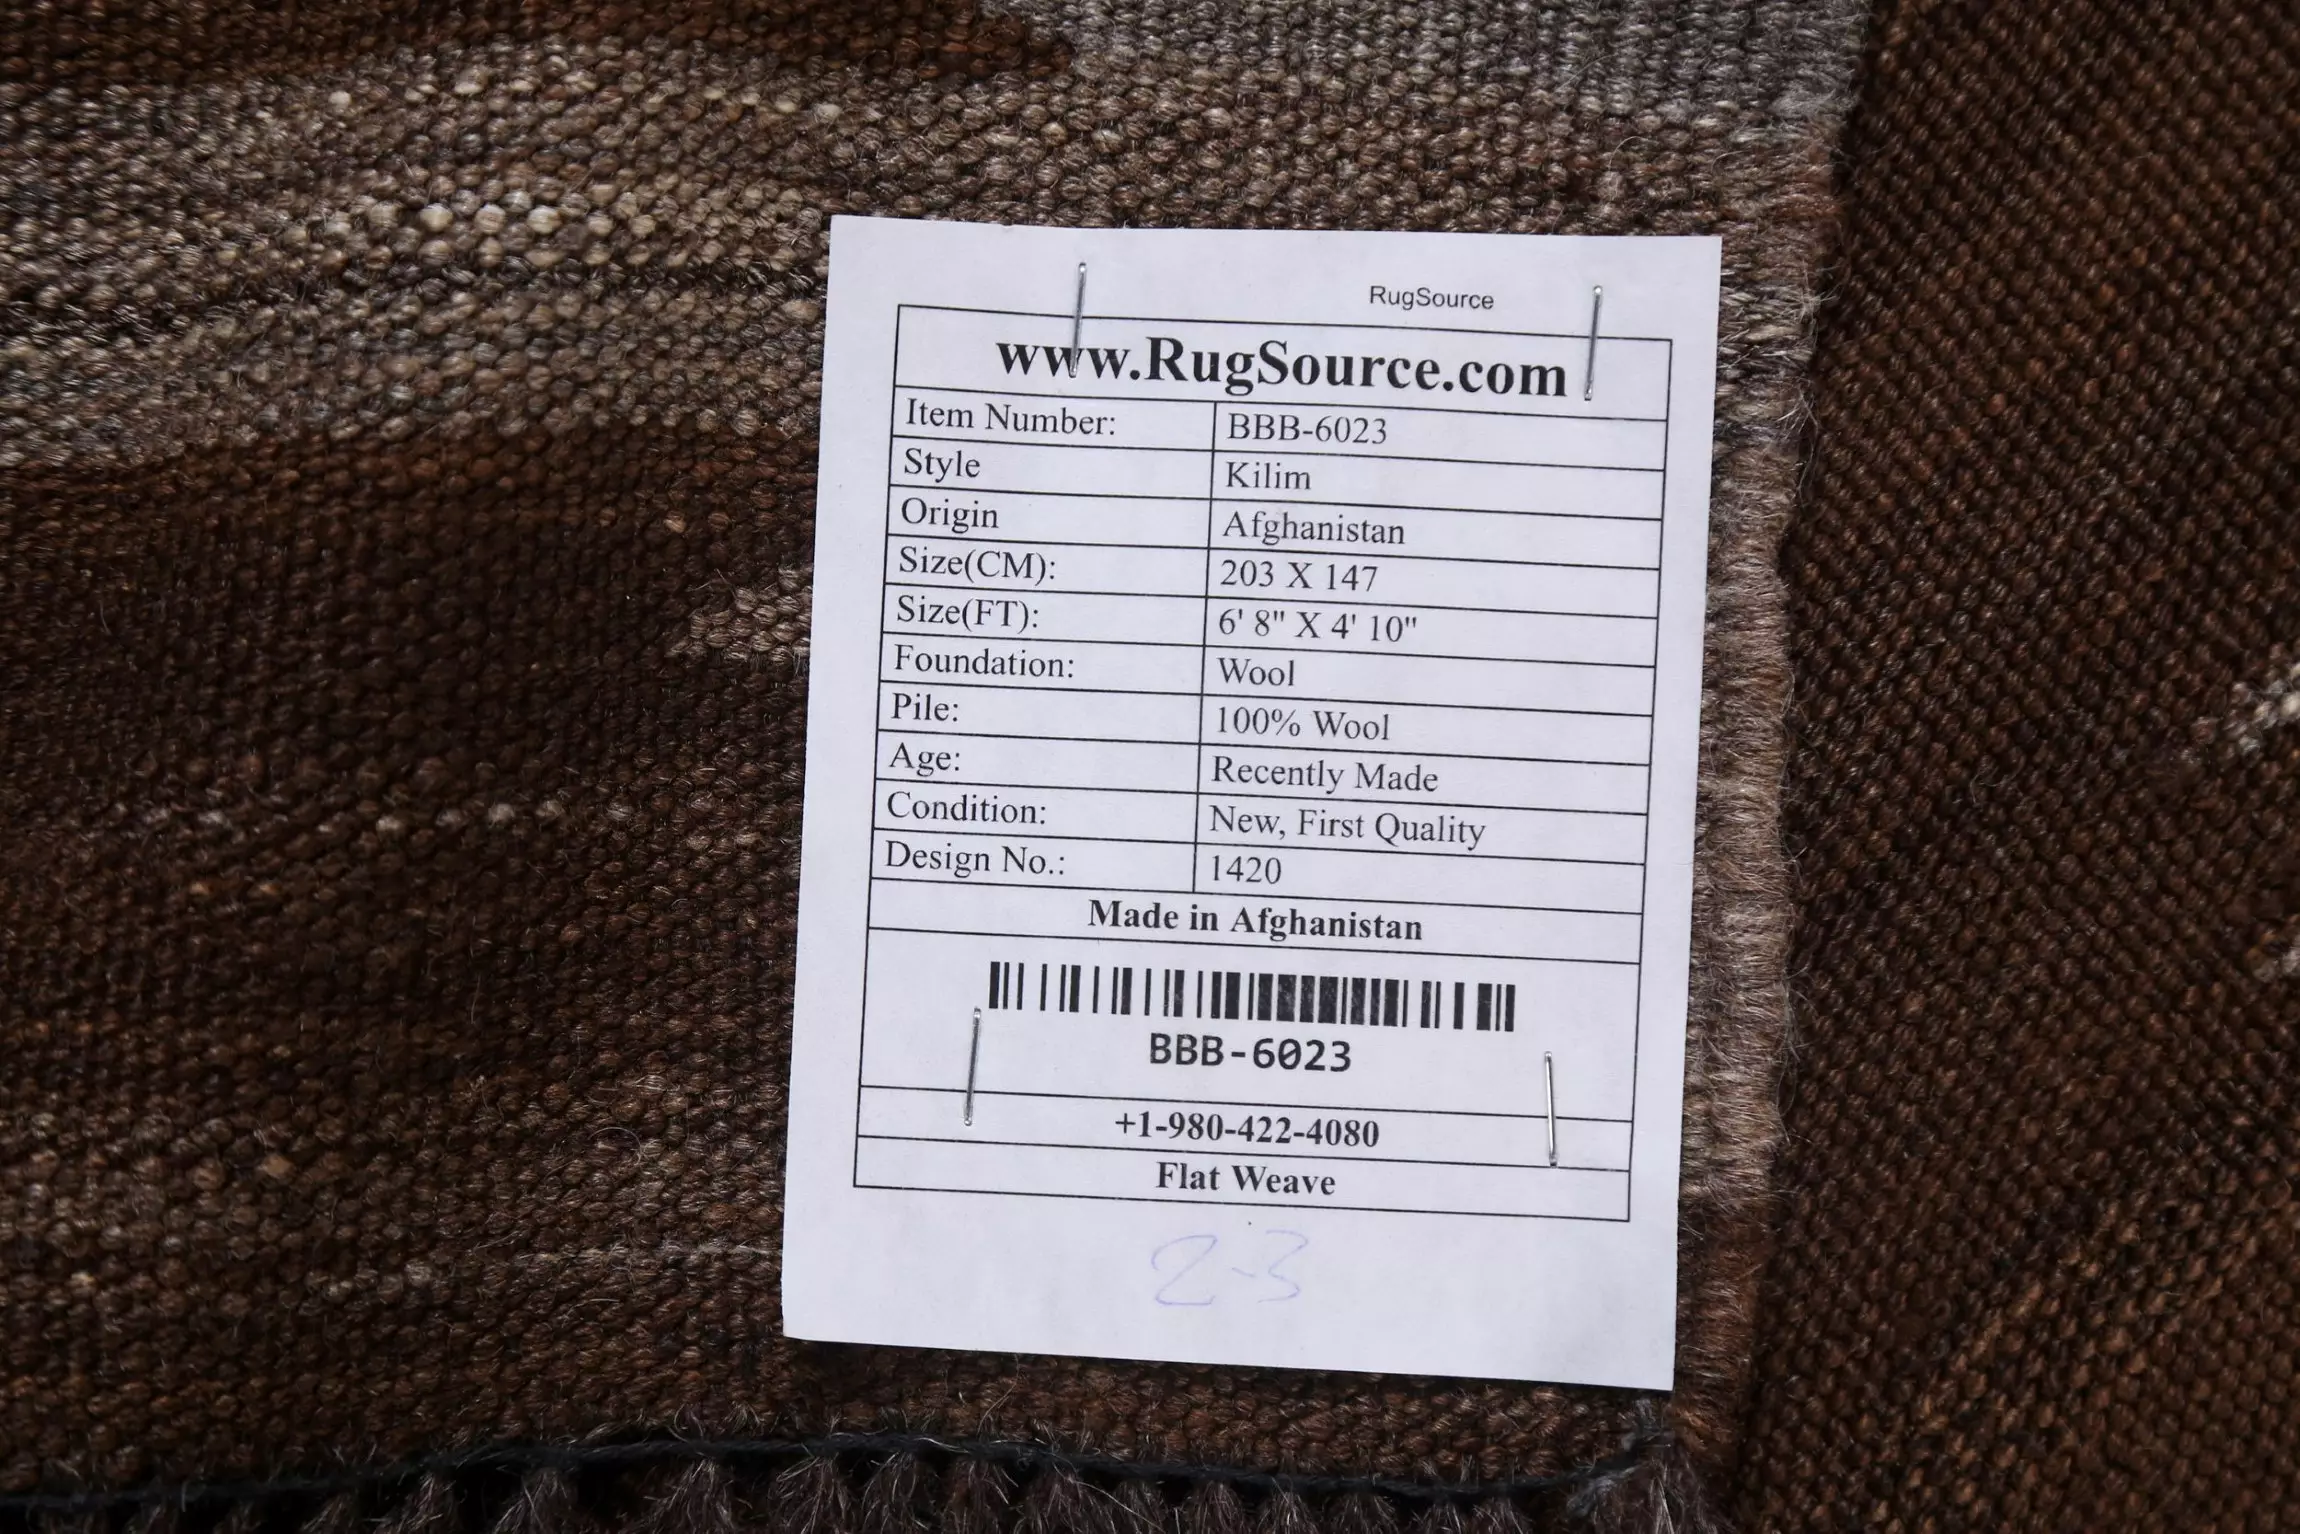 RugSource
www.RugSource.com
Item Number: BBB-6023
Style Kilim
Origin Afghanistan
Size(CM): 203 X 147
Size(FT): 6' 8" X 4' 10"
Foundation: Wool
Pile: 100% Wool
Age: Recently Made
Condition: New, First Quality
Design No.: 1420
Made in Afghanistan
BBB-6023
+1-980-422-4080
Flat Weave
2-3